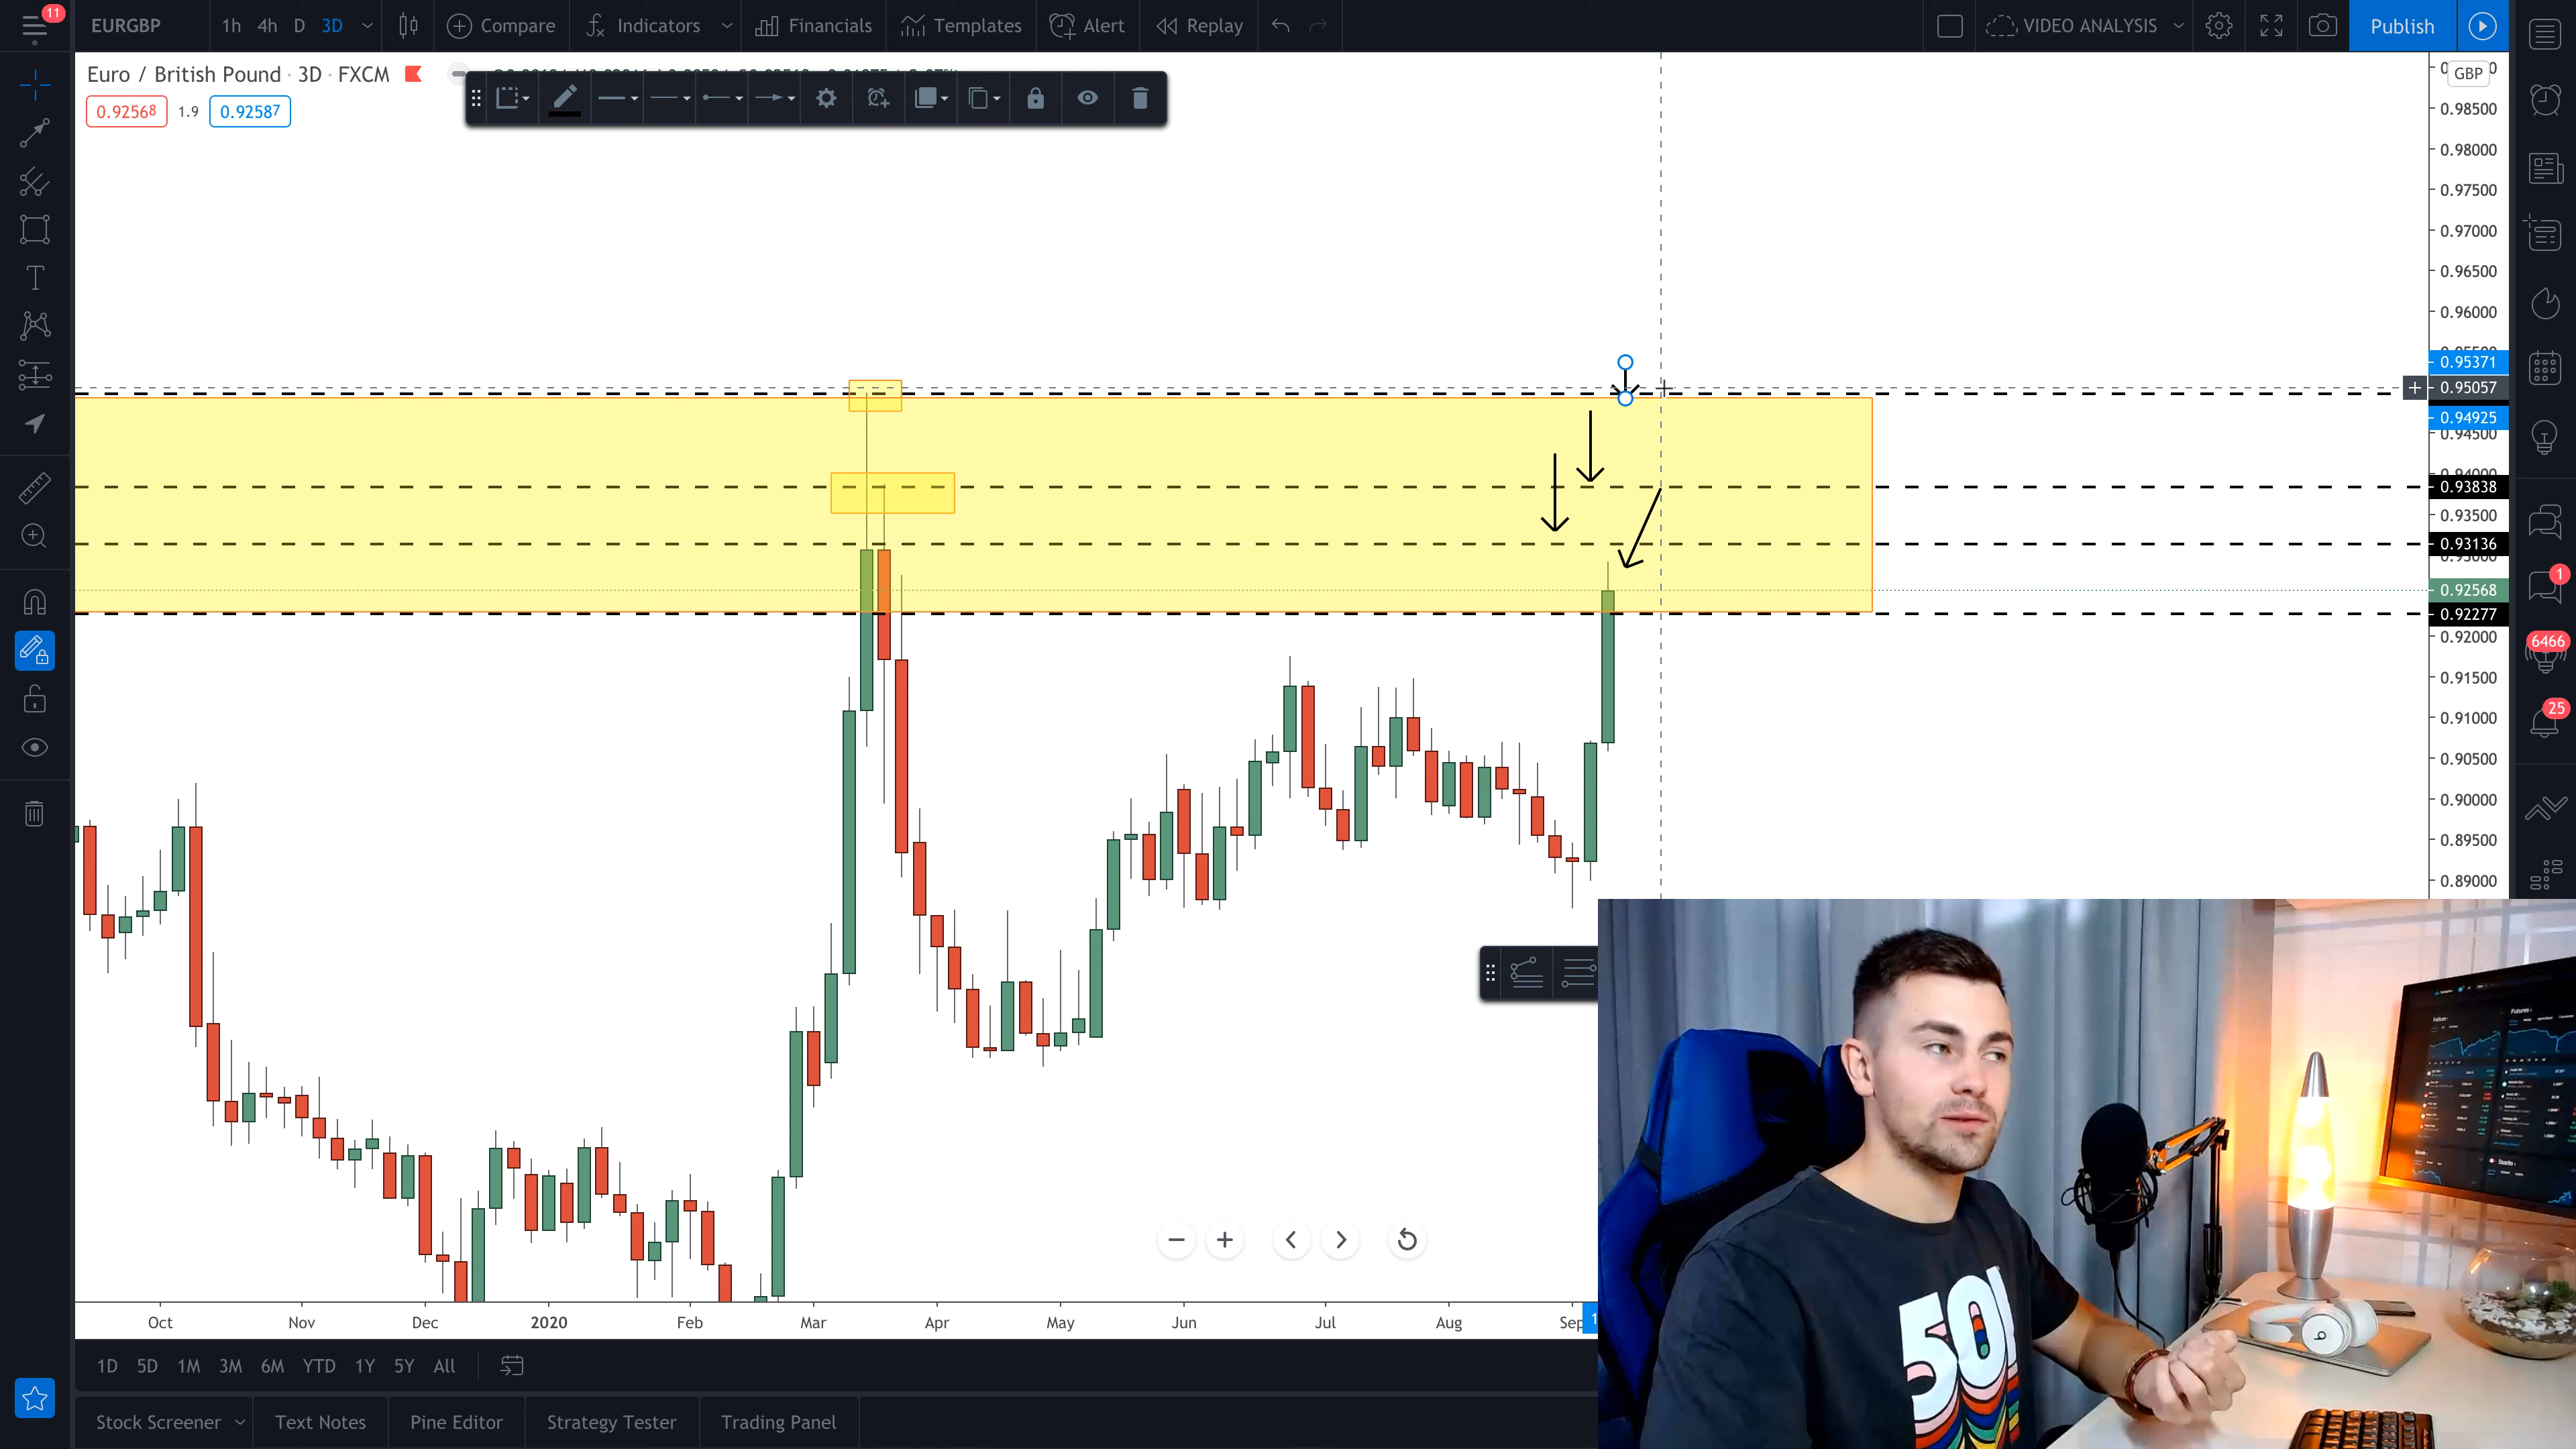 11
EURGBP
1h
4h
D
3D
Compare
Indicators
Financials
Templates
Alert
Replay
VIDEO ANALYSIS
Publish
Euro / British Pound · 3D · FXCM
0.92568
1.9
0.92587
GBP
0.98500
0.98000
0.97500
0.97000
0.96500
0.96000
0.95371
0.95057
0.94925
0.94500
0.93838
0.93500
0.93136
0.92568
0.92277
0.92000
0.91500
0.91000
0.90500
0.90000
0.89500
0.89000
1
6466
25
Oct
Nov
Dec
2020
Feb
Mar
Apr
May
Jun
Jul
Aug
Sep
1D
5D
1M
3M
6M
YTD
1Y
5Y
All
Stock Screener
Text Notes
Pine Editor
Strategy Tester
Trading Panel
50!